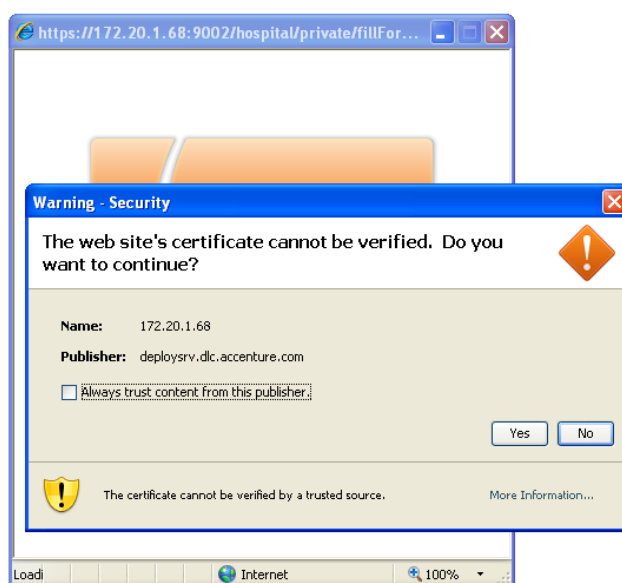 https://172.20.1.68:9002/hospital/private/fillFor...
Warning - Security
The web site's certificate cannot be verified. Do you
want to continue?
Name: 172.20.1.68
Publisher: deploysrv.dlc.accenture.com
Always trust content from this publisher.
Yes No
The certificate cannot be verified by a trusted source. More Information...
Loadi Internet 100%